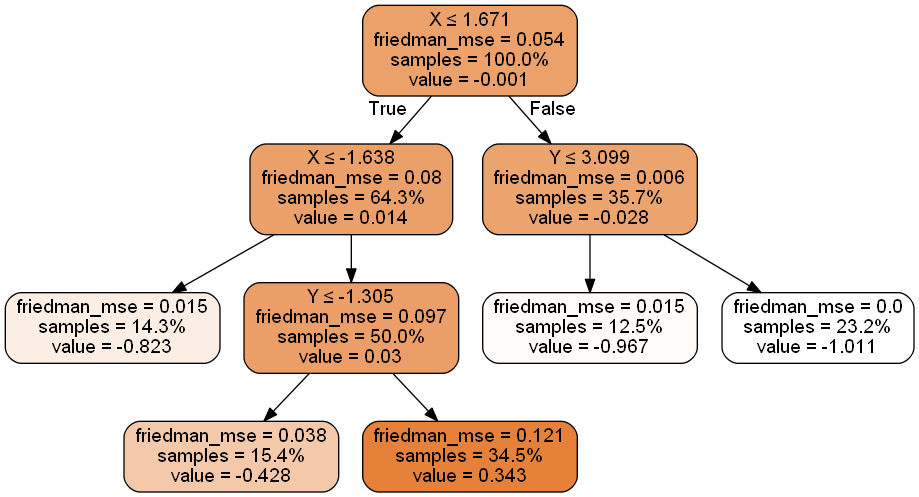 X ≤ 1.671
friedman_mse = 0.054
samples = 100.0%
value = -0.001
True
False
X ≤ -1.638
friedman_mse = 0.08
samples = 64.3%
value = 0.014
Y ≤ 3.099
friedman_mse = 0.006
samples = 35.7%
value = -0.028
friedman_mse = 0.015
samples = 14.3%
value = -0.823
Y ≤ -1.305
friedman_mse = 0.097
samples = 50.0%
value = 0.03
friedman_mse = 0.015
samples = 12.5%
value = -0.967
friedman_mse = 0.0
samples = 23.2%
value = -1.011
friedman_mse = 0.038
samples = 15.4%
value = -0.428
friedman_mse = 0.121
samples = 34.5%
value = 0.343